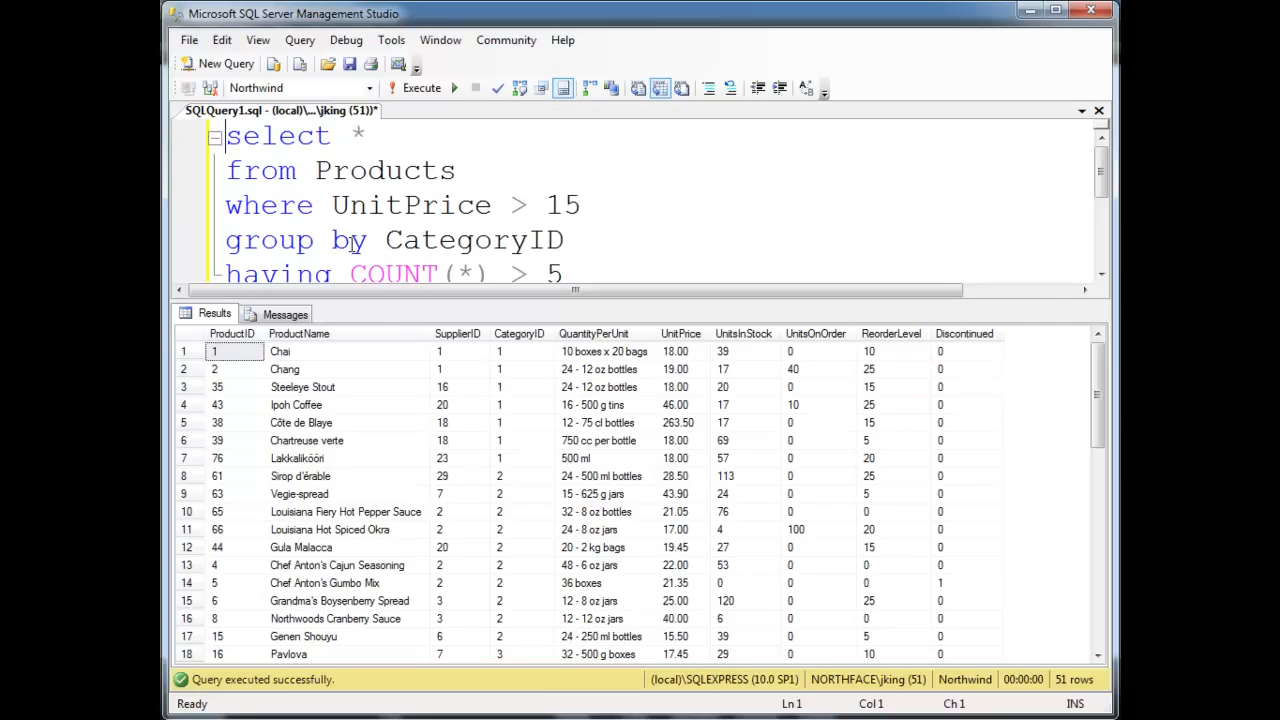 Microsoft SQL Server Management Studio
File Edit View Query Debug Tools Window Community Help
New Query
Northwind Execute
SQLQuery1.sql - (local)\...\jking (51))*
select *
from Products
where UnitPrice > 15
group by CategoryID
having COUNT(*) > 5
Results Messages
ProductID ProductName SupplierID CategoryID QuantityPerUnit UnitPrice UnitsInStock UnitsOnOrder ReorderLevel Discontinued
1 1 Chai 1 1 10 boxes x 20 bags 18.00 39 0 10 0
2 2 Chang 1 1 24 - 12 oz bottles 19.00 17 40 25 0
3 35 Steeleye Stout 16 1 24 - 12 oz bottles 18.00 20 0 15 0
4 43 Ipoh Coffee 20 1 16 - 500 g tins 46.00 17 10 25 0
5 38 Côte de Blaye 18 1 12 - 75 cl bottles 263.50 17 0 15 0
6 39 Chartreuse verte 18 1 750 cc per bottle 18.00 69 0 5 0
7 76 Lakkalikööri 23 1 500 ml 18.00 57 0 20 0
8 61 Sirop d'érable 29 2 24 - 500 ml bottles 28.50 113 0 25 0
9 63 Vegie-spread 7 2 15 - 625 g jars 43.90 24 0 5 0
10 65 Louisiana Fiery Hot Pepper Sauce 2 2 32 - 8 oz bottles 21.05 76 0 0 0
11 66 Louisiana Hot Spiced Okra 2 2 24 - 8 oz jars 17.00 4 100 20 0
12 44 Gula Malacca 20 2 20 - 2 kg bags 19.45 27 0 15 0
13 4 Chef Anton's Cajun Seasoning 2 2 48 - 6 oz jars 22.00 53 0 0 0
14 5 Chef Anton's Gumbo Mix 2 2 36 boxes 21.35 0 0 0 1
15 6 Grandma's Boysenberry Spread 3 2 12 - 8 oz jars 25.00 120 0 25 0
16 8 Northwoods Cranberry Sauce 3 2 12 - 12 oz jars 40.00 6 0 0 0
17 15 Genen Shouyu 6 2 24 - 250 ml bottles 15.50 39 0 5 0
18 16 Pavlova 7 3 32 - 500 g boxes 17.45 29 0 10 0
Query executed successfully. (local)\SQLEXPRESS (10.0 SP1) NORTHFACE\jking (51) Northwind 00:00:00 51 rows
Ready Ln 1 Col 1 Ch 1 INS